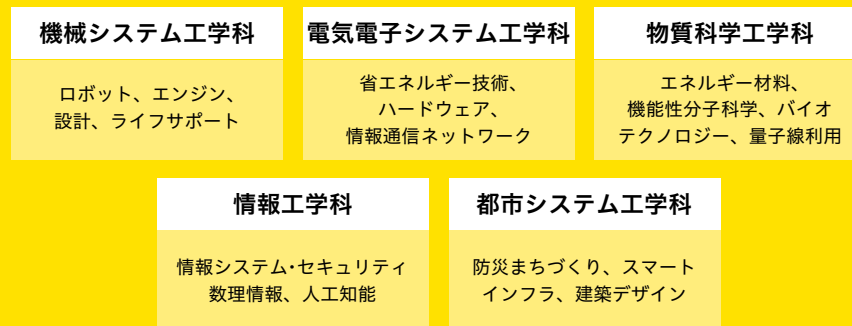 機械システム工学科
ロボット、エンジン、
設計、ライフサポート
電気電子システム工学科
省エネルギー技術、
ハードウェア、
情報通信ネットワーク
物質科学工学科
エネルギー材料、
機能性分子科学、バイオ
テクノロジー、量子線利用
情報工学科
情報システム・セキュリティ
数理情報、人工知能
都市システム工学科
防災まちづくり、スマート
インフラ、建築デザイン